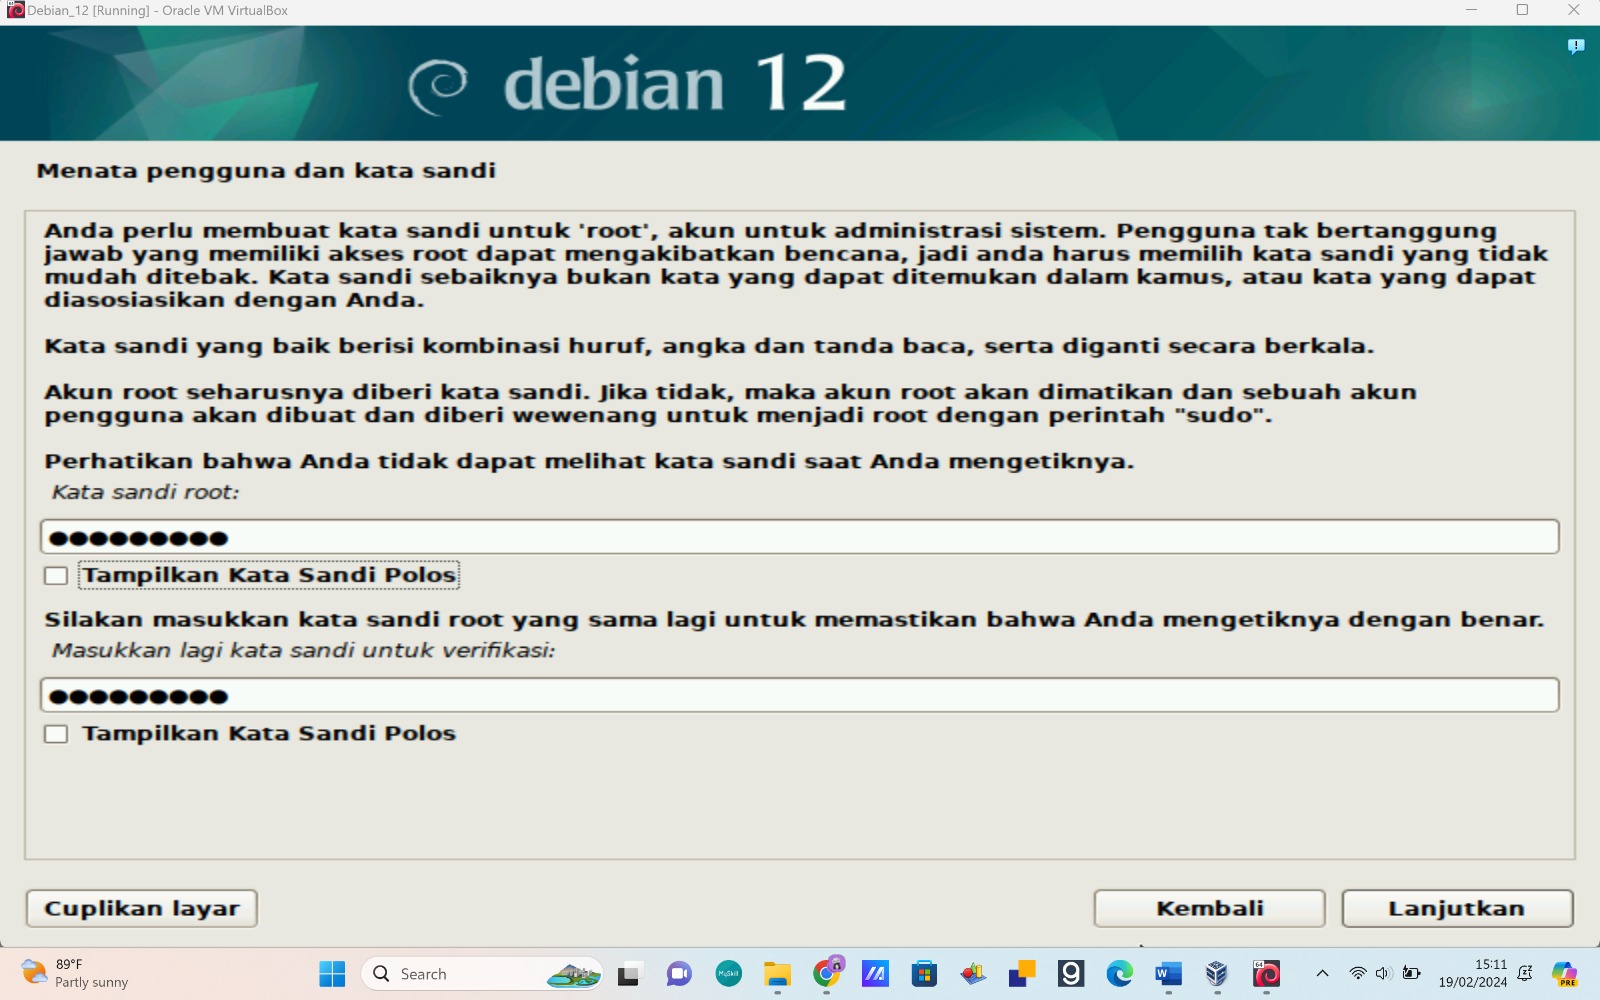 Debian_12 [Running] - Oracle VM VirtualBox
debian 12
Menata pengguna dan kata sandi
Anda perlu membuat kata sandi untuk 'root', akun untuk administrasi sistem. Pengguna tak bertanggung
jawab yang memiliki akses root dapat mengakibatkan bencana, jadi anda harus memilih kata sandi yang tidak
mudah ditebak. Kata sandi sebaiknya bukan kata yang dapat ditemukan dalam kamus, atau kata yang dapat
diasosiasikan dengan Anda.
Kata sandi yang baik berisi kombinasi huruf, angka dan tanda baca, serta diganti secara berkala.
Akun root seharusnya diberi kata sandi. Jika tidak, maka akun root akan dimatikan dan sebuah akun
pengguna akan dibuat dan diberi wewenang untuk menjadi root dengan perintah "sudo".
Perhatikan bahwa Anda tidak dapat melihat kata sandi saat Anda mengetiknya.
Kata sandi root:
●●●●●●●●●
Tampilkan Kata Sandi Polos
Silakan masukkan kata sandi root yang sama lagi untuk memastikan bahwa Anda mengetiknya dengan benar.
Masukkan lagi kata sandi untuk verifikasi:
●●●●●●●●●
Tampilkan Kata Sandi Polos
Cuplikan layar
Kembali
Lanjutkan
89°F
Partly sunny
Search
MySkill
64
PRE
15:11
19/02/2024